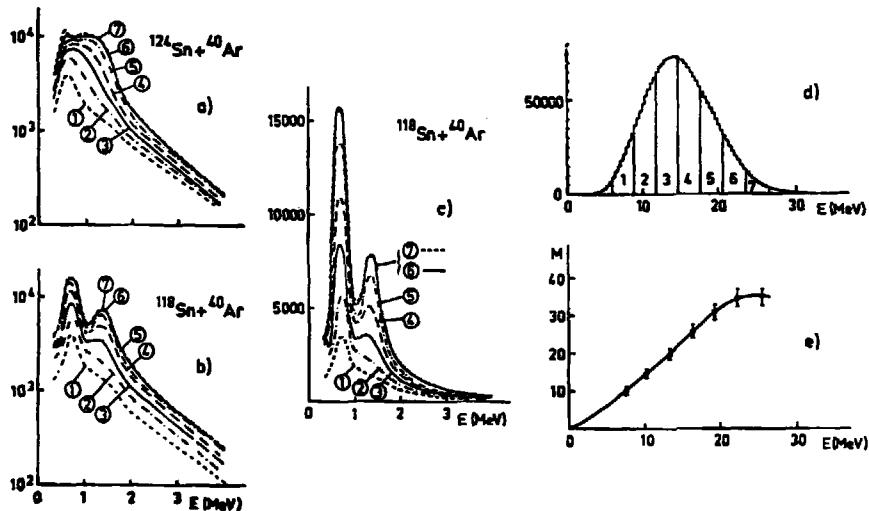 10⁴
10³
10²
¹²⁴Sn+⁴⁰Ar
a)
7
6
5
4
1
2
3
10⁴
10³
10²
¹¹⁸Sn+⁴⁰Ar
b)
7
6
5
4
1
2
3
0 1 2 3 E (MeV)
15000
10000
5000
¹¹⁸Sn+⁴⁰Ar
c)
7
6
5
4
1
2
3
0 1 2 3 E (MeV)
50000
0
d)
1 2 3 4 5 6 7
0 10 20 30 E (MeV)
M
40
30
20
10
e)
0 10 20 30 E (MeV)